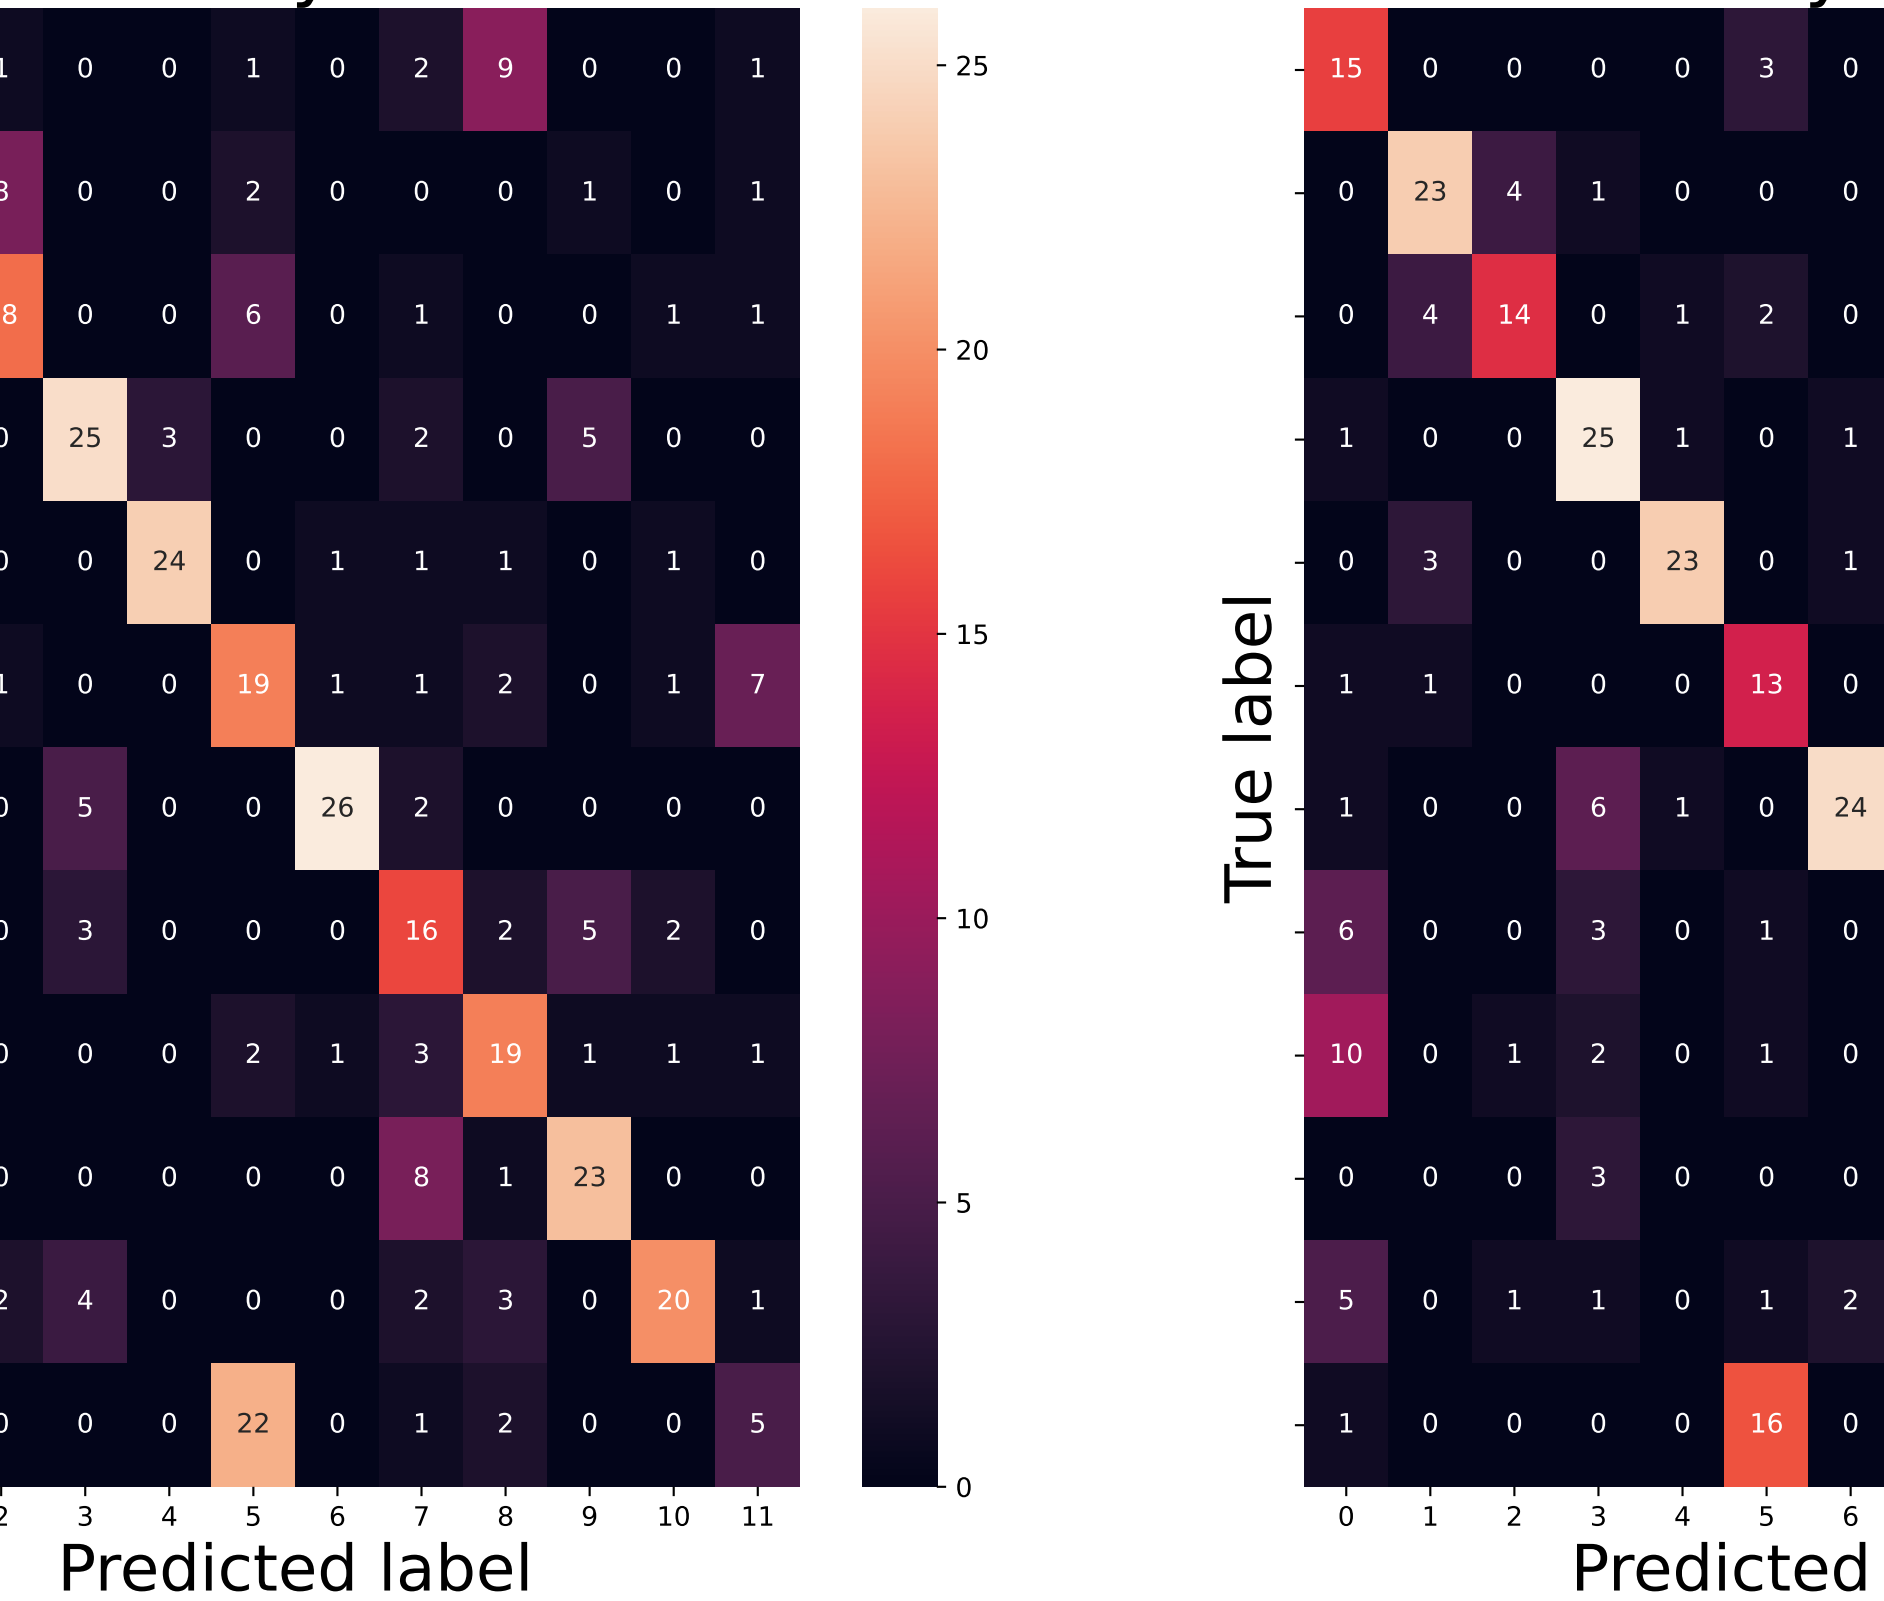 0 0 1 0 2 9 0 0 1
0 0 2 0 0 0 1 0 1
8 0 0 6 0 1 0 0 1 1
25 3 0 0 2 0 5 0 0
0 24 0 1 1 1 0 1 0
0 0 19 1 1 2 0 1 7
5 0 0 26 2 0 0 0 0
3 0 0 0 16 2 5 2 0
0 0 2 1 3 19 1 1 1
0 0 0 0 8 1 23 0 0
2 4 0 0 0 2 3 0 20 1
0 0 22 0 1 2 0 0 5
2 3 4 5 6 7 8 9 10 11
Predicted label
25
20
15
10
5
0
True label
15 0 0 0 0 3 0
0 23 4 1 0 0 0
0 4 14 0 1 2 0
1 0 0 25 1 0 1
0 3 0 0 23 0 1
1 1 0 0 0 13 0
1 0 0 6 1 0 24
6 0 0 3 0 1 0
10 0 1 2 0 1 0
0 0 0 3 0 0 0
5 0 1 1 0 1 2
1 0 0 0 0 16 0
0 1 2 3 4 5 6
Predicted